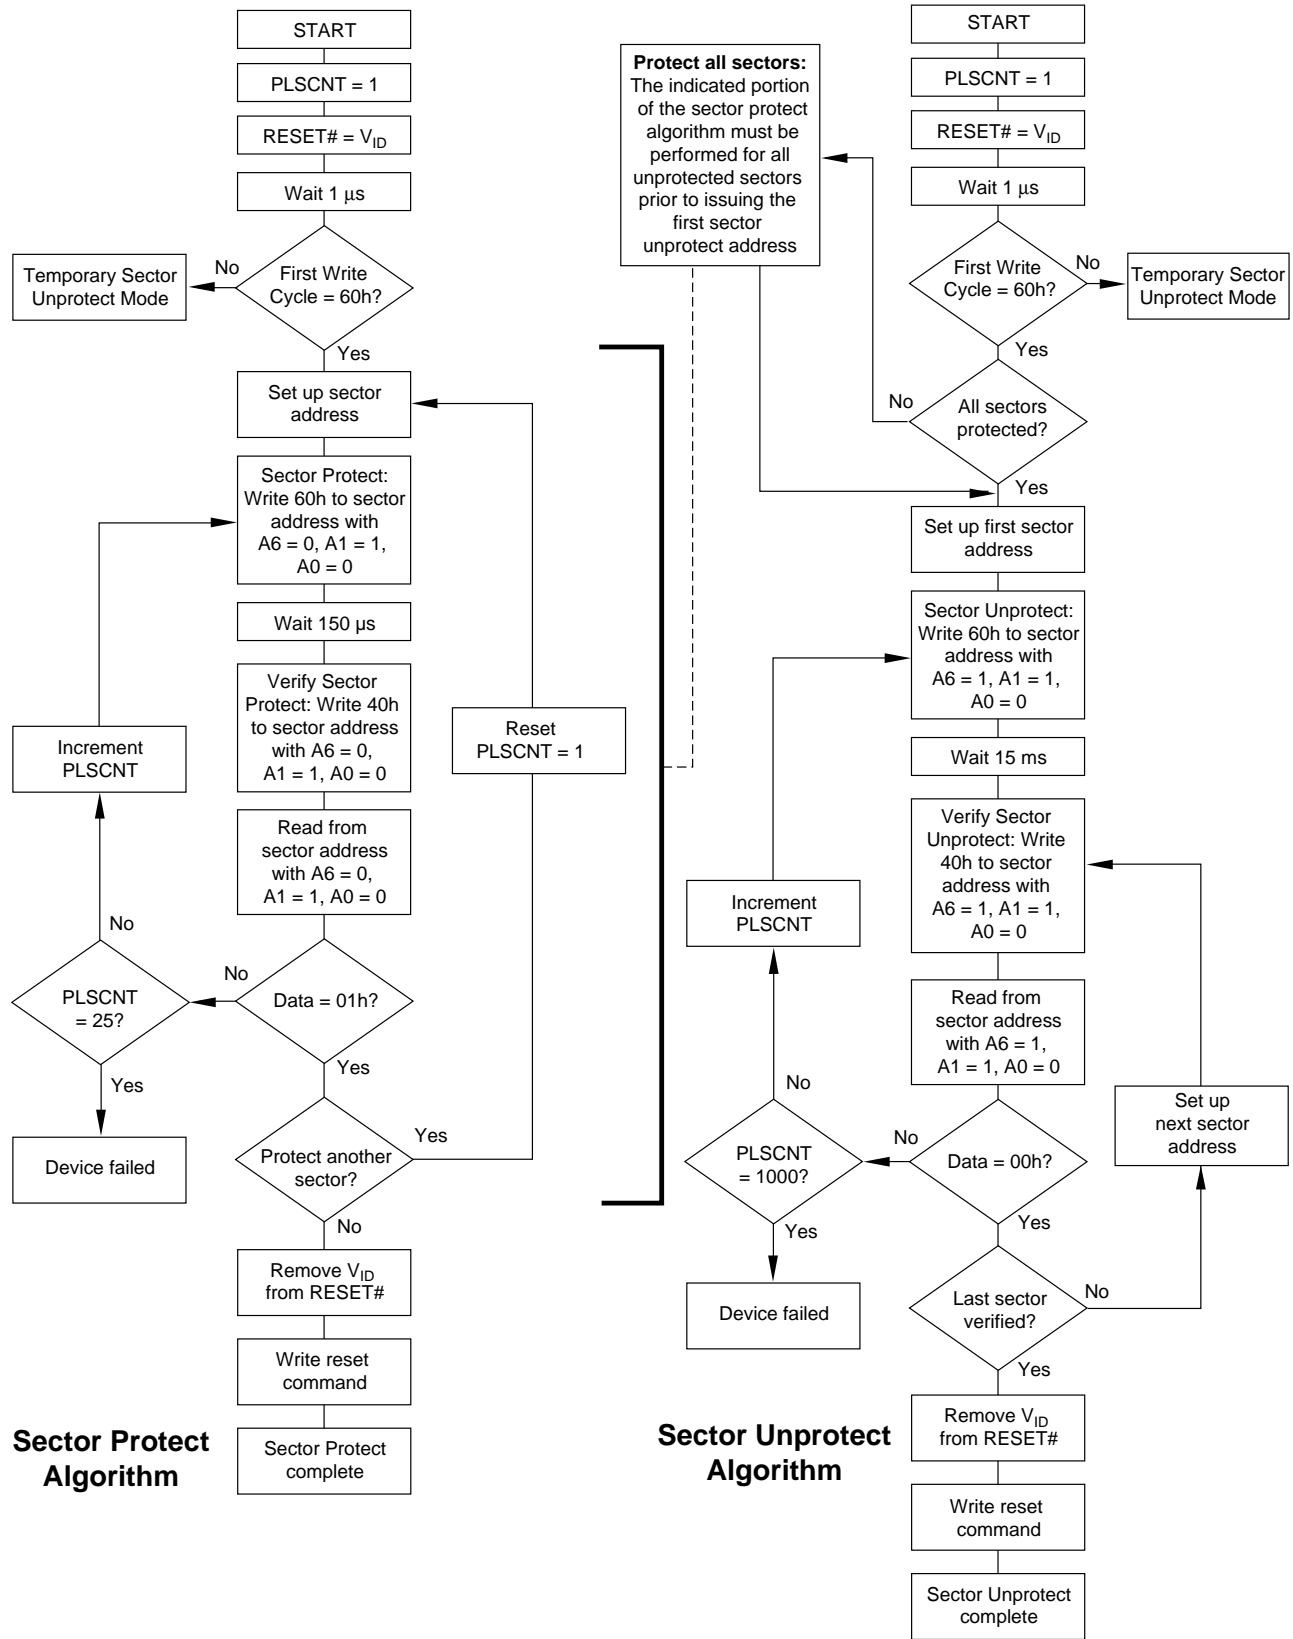 START
PLSCNT = 1
RESET# = VID
Wait 1 μs
First Write
Cycle = 60h?
No
Temporary Sector
Unprotect Mode
Yes
Set up sector
address
Sector Protect:
Write 60h to sector
address with
A6 = 0, A1 = 1,
A0 = 0
Wait 150 µs
Verify Sector
Protect: Write 40h
to sector address
with A6 = 0,
A1 = 1, A0 = 0
Increment
PLSCNT
Reset
PLSCNT = 1
Read from
sector address
with A6 = 0,
A1 = 1, A0 = 0
No
No
PLSCNT
= 25?
Data = 01h?
Yes
Yes
Device failed
Protect another
sector?
Yes
No
Remove VID
from RESET#
Write reset
command
Sector Protect
complete
Sector Protect
Algorithm
Protect all sectors:
The indicated portion
of the sector protect
algorithm must be
performed for all
unprotected sectors
prior to issuing the
first sector
unprotect address
START
PLSCNT = 1
RESET# = VID
Wait 1 μs
First Write
Cycle = 60h?
No
Temporary Sector
Unprotect Mode
Yes
No
All sectors
protected?
Yes
Set up first sector
address
Sector Unprotect:
Write 60h to sector
address with
A6 = 1, A1 = 1,
A0 = 0
Wait 15 ms
Verify Sector
Unprotect: Write
40h to sector
address with
A6 = 1, A1 = 1,
A0 = 0
Increment
PLSCNT
Read from
sector address
with A6 = 1,
A1 = 1, A0 = 0
No
Set up
next sector
address
No
PLSCNT
= 1000?
Data = 00h?
Yes
Yes
Device failed
Last sector
verified?
No
Yes
Remove VID
from RESET#
Write reset
command
Sector Unprotect
complete
Sector Unprotect
Algorithm